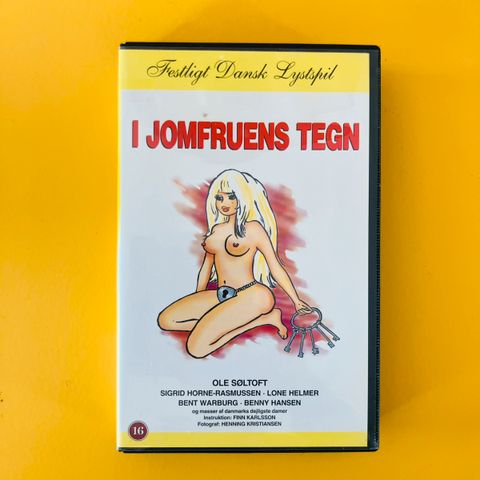 Festligt Dansk Lystspil
I JOMFRUENS TEGN
OLE SØLTOFT
SIGRID HORNE-RASMUSSEN · LONE HELMER
BENT WARBURG · BENNY HANSEN
og masser af danmarks dejligste damer
Instruktion: FINN KARLSSON
Fotograf: HENNING KRISTIANSEN
16